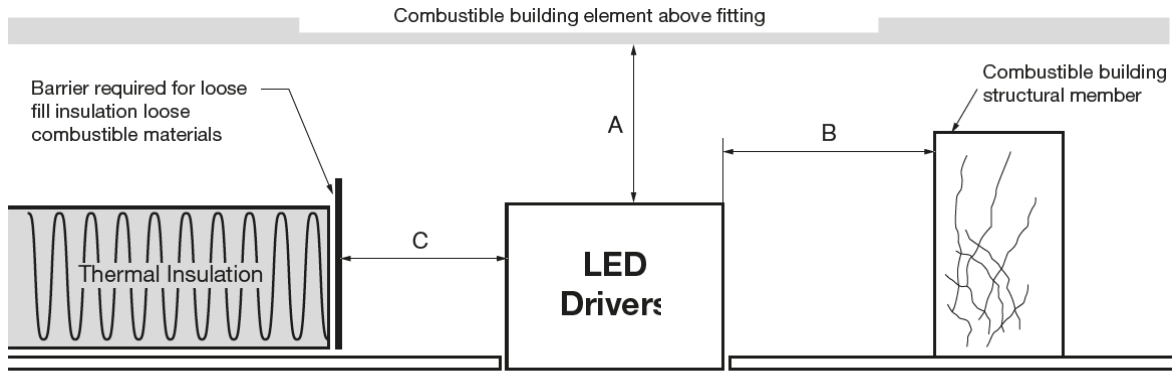 Combustible building element above fitting
Barrier required for loose
fill insulation loose
combustible materials
Combustible building
structural member
A
B
C
Thermal Insulation
LED
Drivers